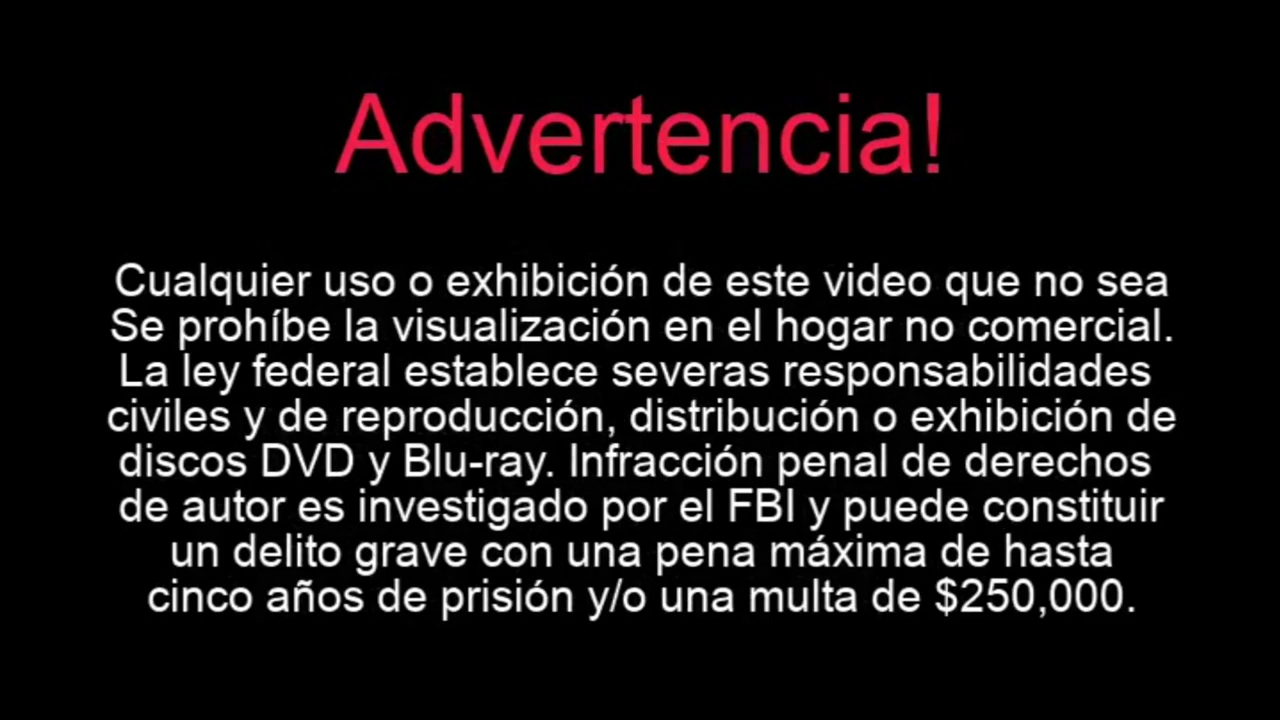 Advertencia!
Cualquier uso o exhibición de este video que no sea
Se prohíbe la visualización en el hogar no comercial.
La ley federal establece severas responsabilidades
civiles y de reproducción, distribución o exhibición de
discos DVD y Blu-ray. Infracción penal de derechos
de autor es investigado por el FBI y puede constituir
un delito grave con una pena máxima de hasta
cinco años de prisión y/o una multa de $250,000.